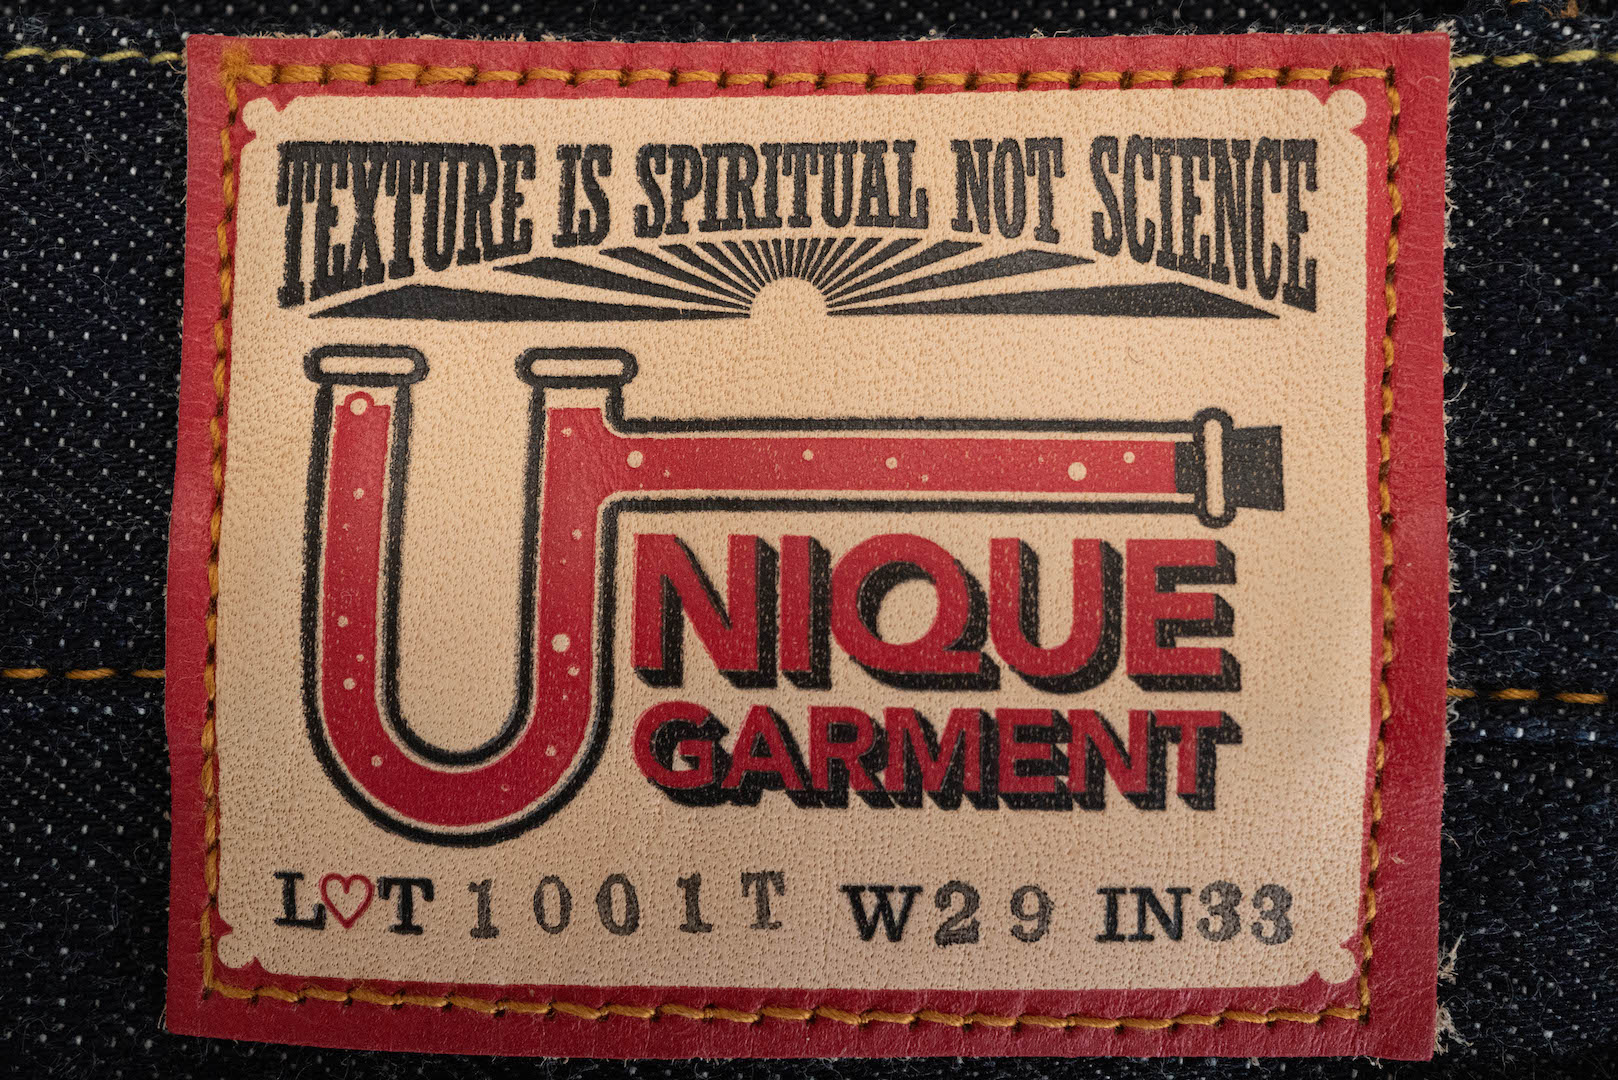 TEXTURE IS SPIRITUAL NOT SCIENCE
UNIQUE
GARMENT
L♡T 1001T W29 IN33